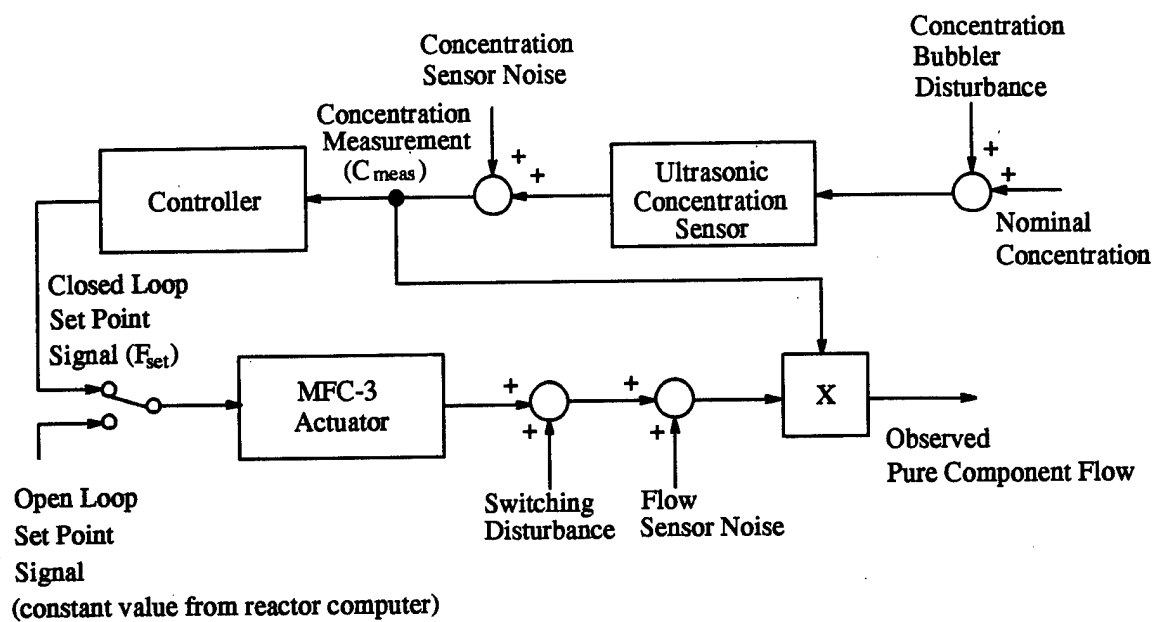 Concentration
Sensor Noise
Concentration
Bubbler
Disturbance
Concentration
Measurement
(C meas)
+
+
+
+
Controller
Ultrasonic
Concentration
Sensor
Nominal
Concentration
Closed Loop
Set Point
Signal (Fset)
MFC-3
Actuator
+
+
+
+
X
Observed
Pure Component Flow
Switching
Disturbance
Flow
Sensor Noise
Open Loop
Set Point
Signal
(constant value from reactor computer)